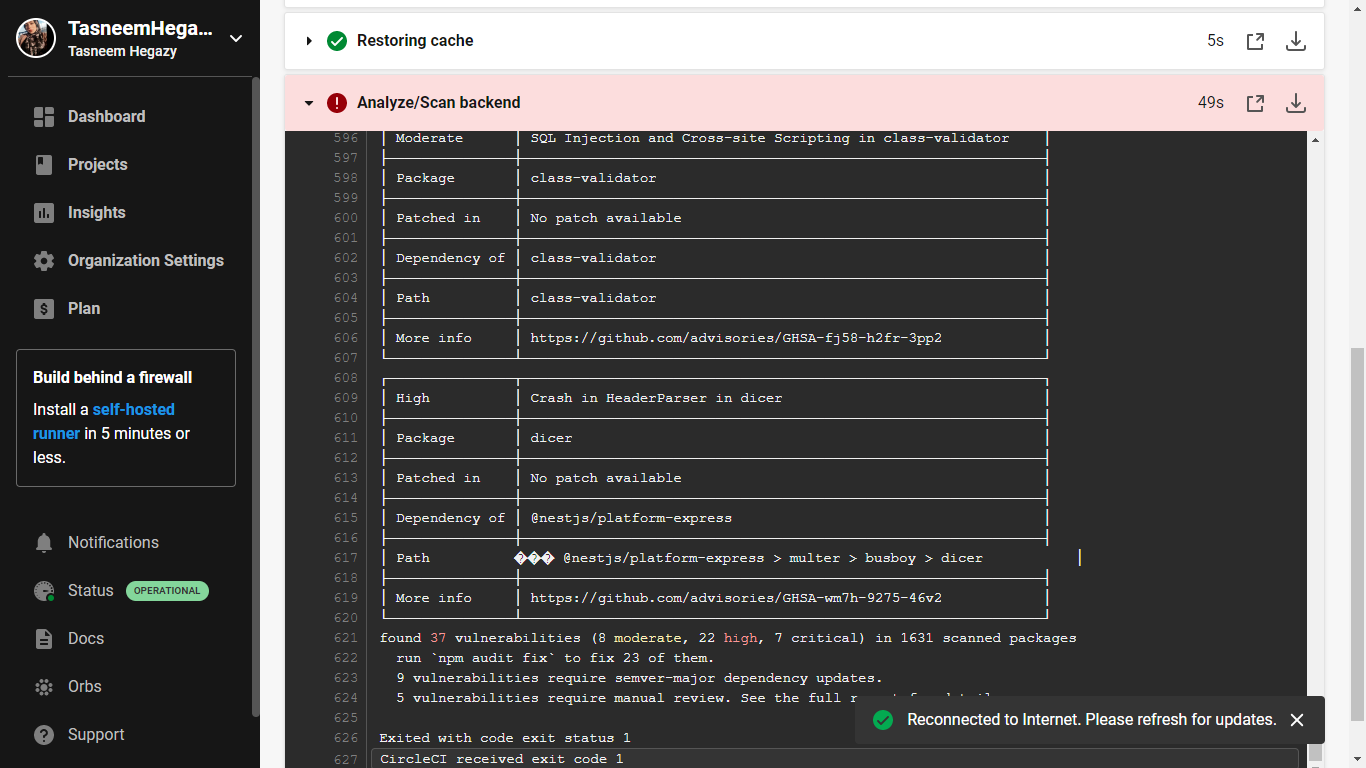 TasneemHega...
Tasneem Hegazy
Dashboard
Projects
Insights
Organization Settings
Plan
Build behind a firewall
Install a self-hosted
runner in 5 minutes or
less.
Notifications
Status OPERATIONAL
Docs
Orbs
Support
Restoring cache 5s
Analyze/Scan backend 49s
596 Moderate SQL Injection and Cross-site Scripting in class-validator
597
598 Package class-validator
599
600 Patched in No patch available
601
602 Dependency of class-validator
603
604 Path class-validator
605
606 More info https://github.com/advisories/GHSA-fj58-h2fr-3pp2
607
608
609 High Crash in HeaderParser in dicer
610
611 Package dicer
612
613 Patched in No patch available
614
615 Dependency of @nestjs/platform-express
616
617 Path ��� @nestjs/platform-express > multer > busboy > dicer
618
619 More info https://github.com/advisories/GHSA-wm7h-9275-46v2
620
621 found 37 vulnerabilities (8 moderate, 22 high, 7 critical) in 1631 scanned packages
622 run `npm audit fix` to fix 23 of them.
623 9 vulnerabilities require semver-major dependency updates.
624 5 vulnerabilities require manual review. See the full
625
626 Exited with code exit status 1
627 CircleCI received exit code 1
Reconnected to Internet. Please refresh for updates.